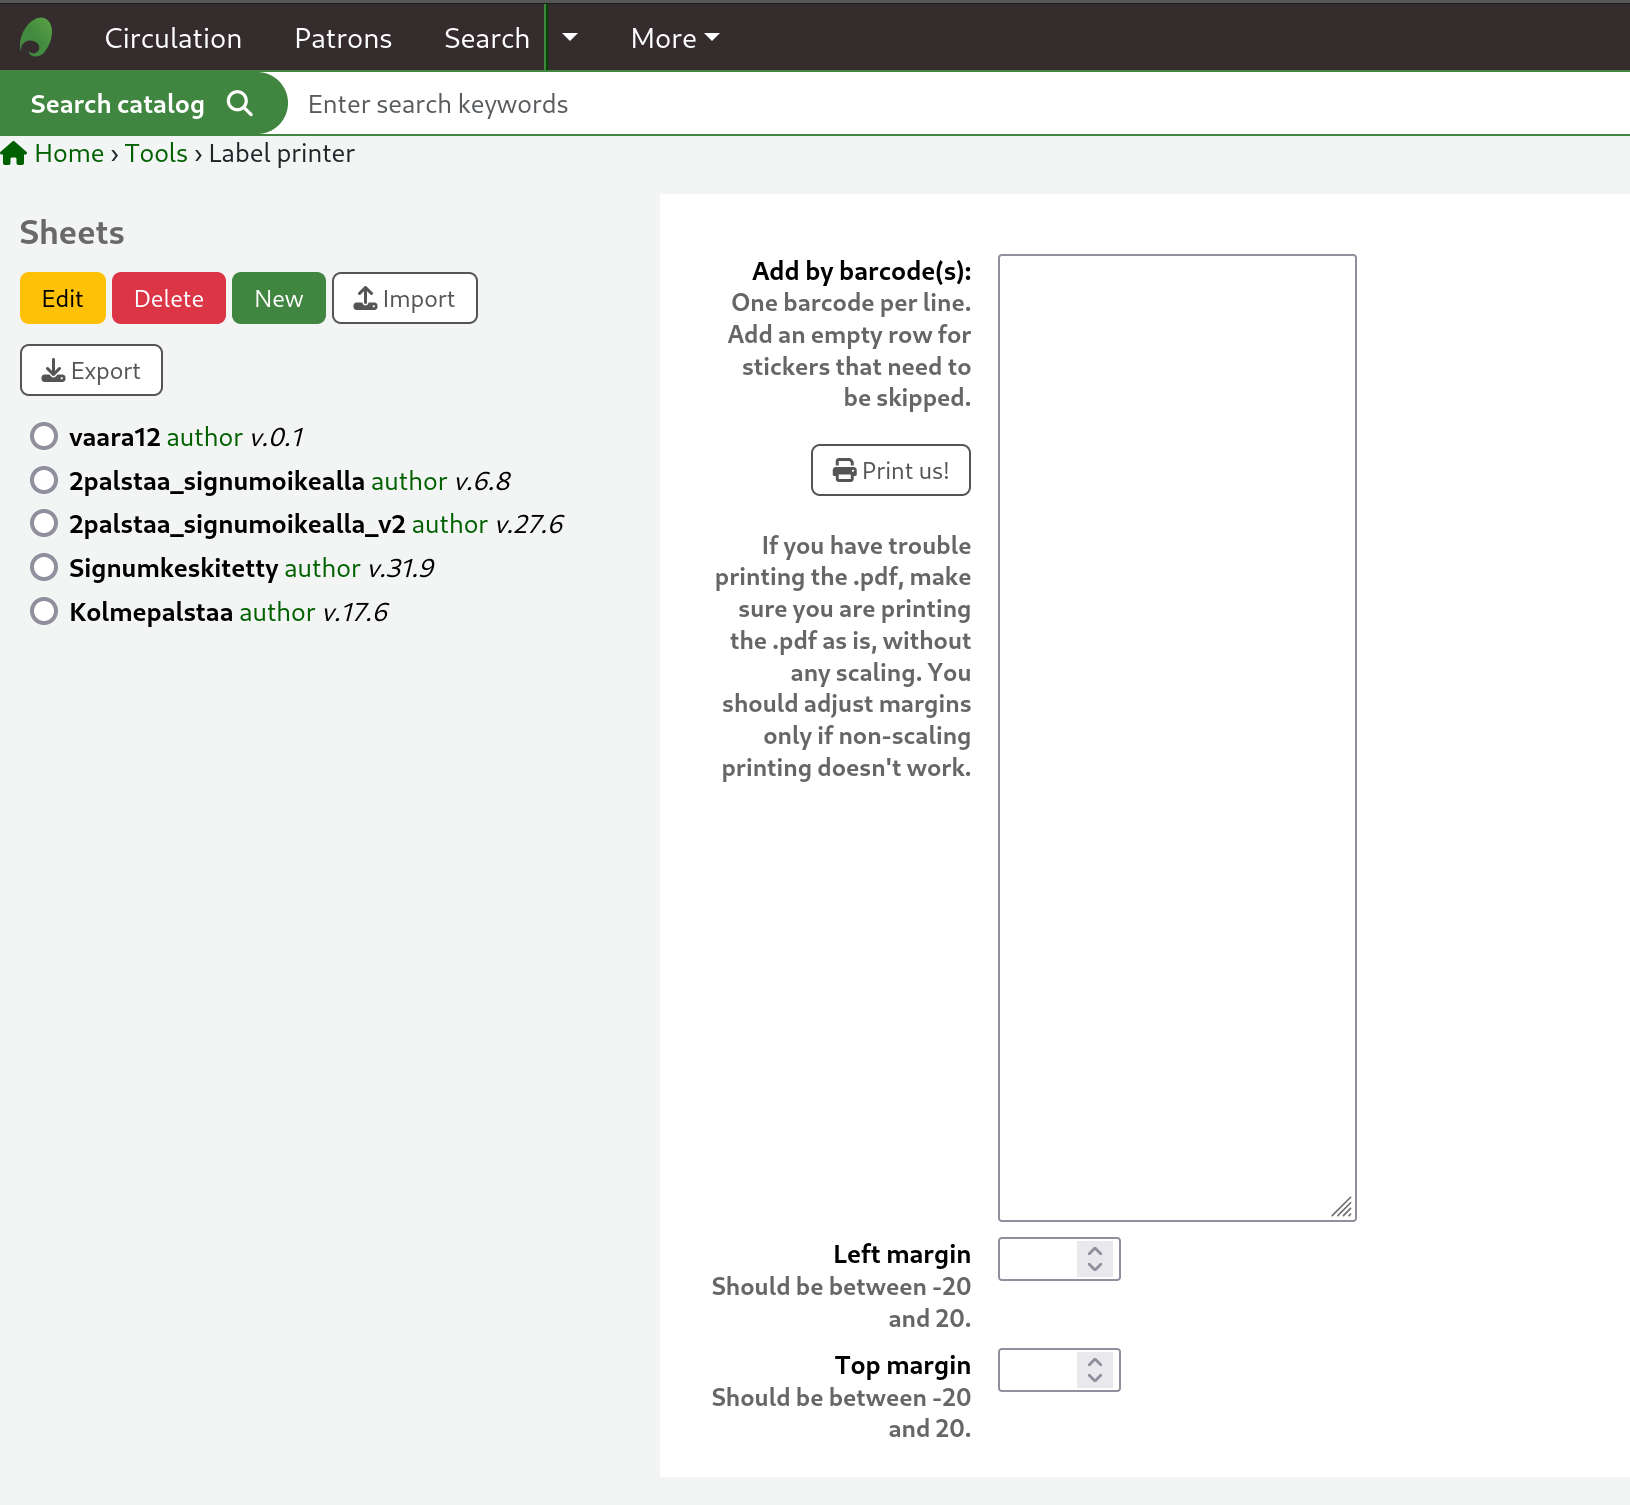 Circulation Patrons Search More
Search catalog Enter search keywords
Home › Tools › Label printer
Sheets
Edit Delete New Import
Export
vaara12 author v.0.1
2palstaa_signumoikealla author v.6.8
2palstaa_signumoikealla_v2 author v.27.6
Signumkeskitetty author v.31.9
Kolmepalstaa author v.17.6
Add by barcode(s):
One barcode per line.
Add an empty row for
stickers that need to
be skipped.
Print us!
If you have trouble
printing the .pdf, make
sure you are printing
the .pdf as is, without
any scaling. You
should adjust margins
only if non-scaling
printing doesn't work.
Left margin
Should be between -20
and 20.
Top margin
Should be between -20
and 20.